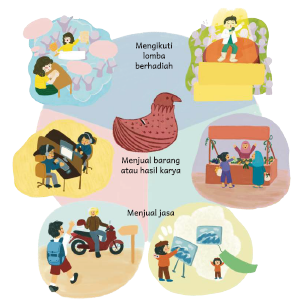 Mengikuti
lomba
berhadiah
Menjual barang
atau hasil karya
Menjual jasa